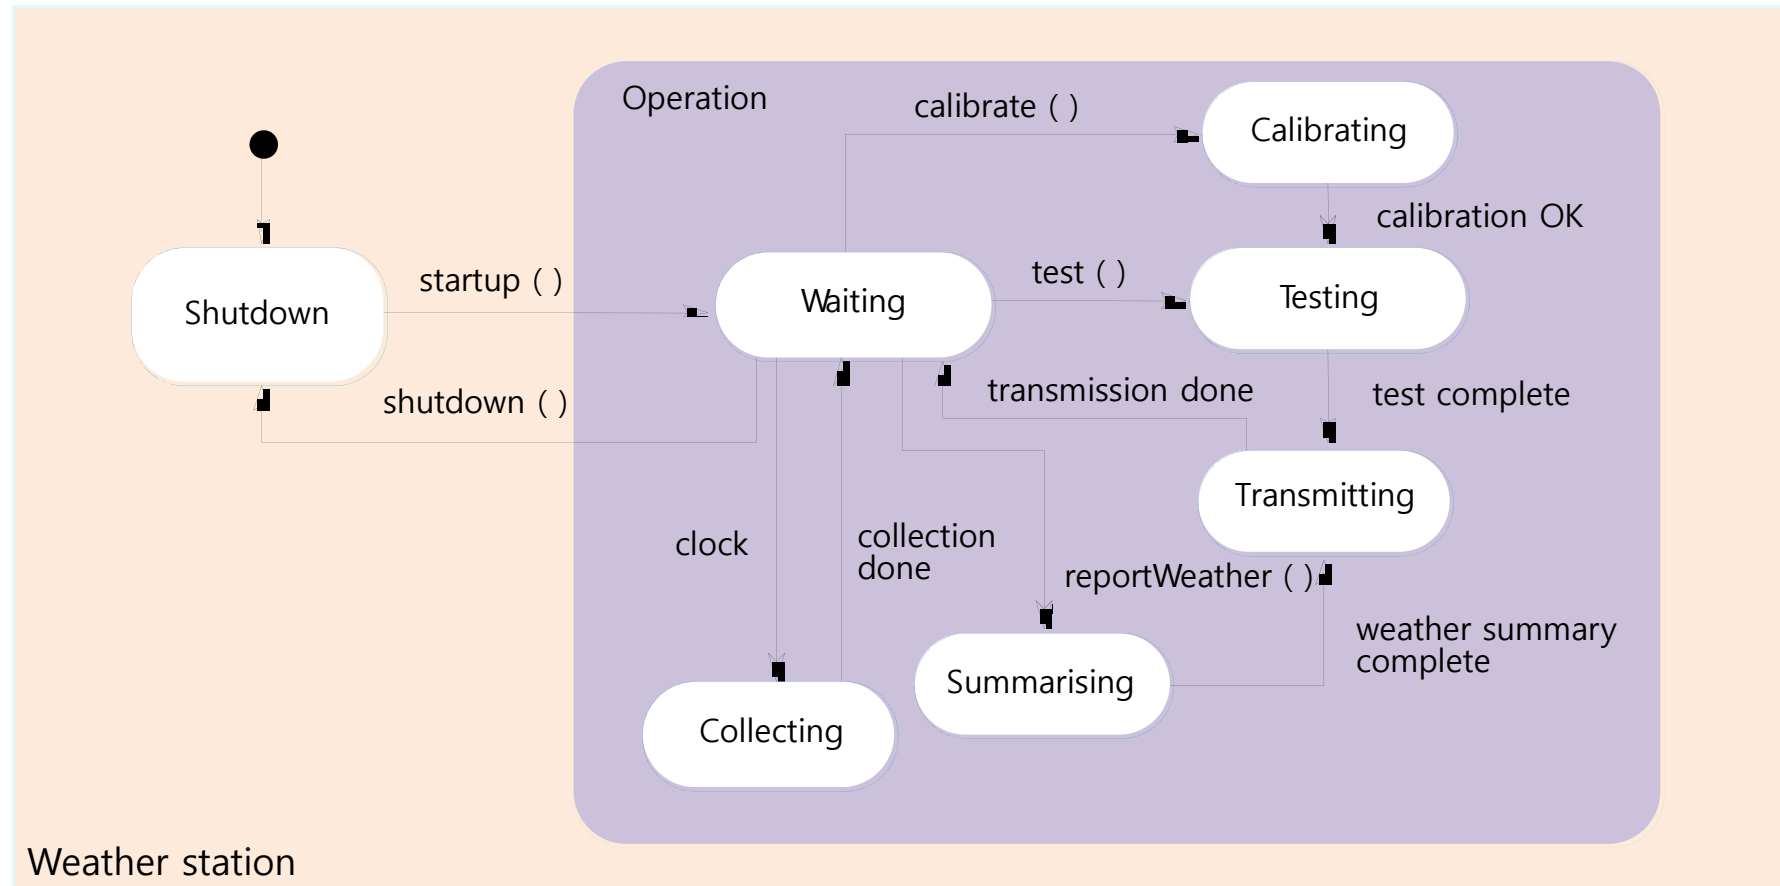 Operation
calibrate ( )
Calibrating
calibration OK
startup ( )
Shutdown
Waiting
test ( )
Testing
shutdown ( )
transmission done
test complete
Transmitting
clock
collection
done
reportWeather ( )
weather summary
complete
Summarising
Collecting
Weather station